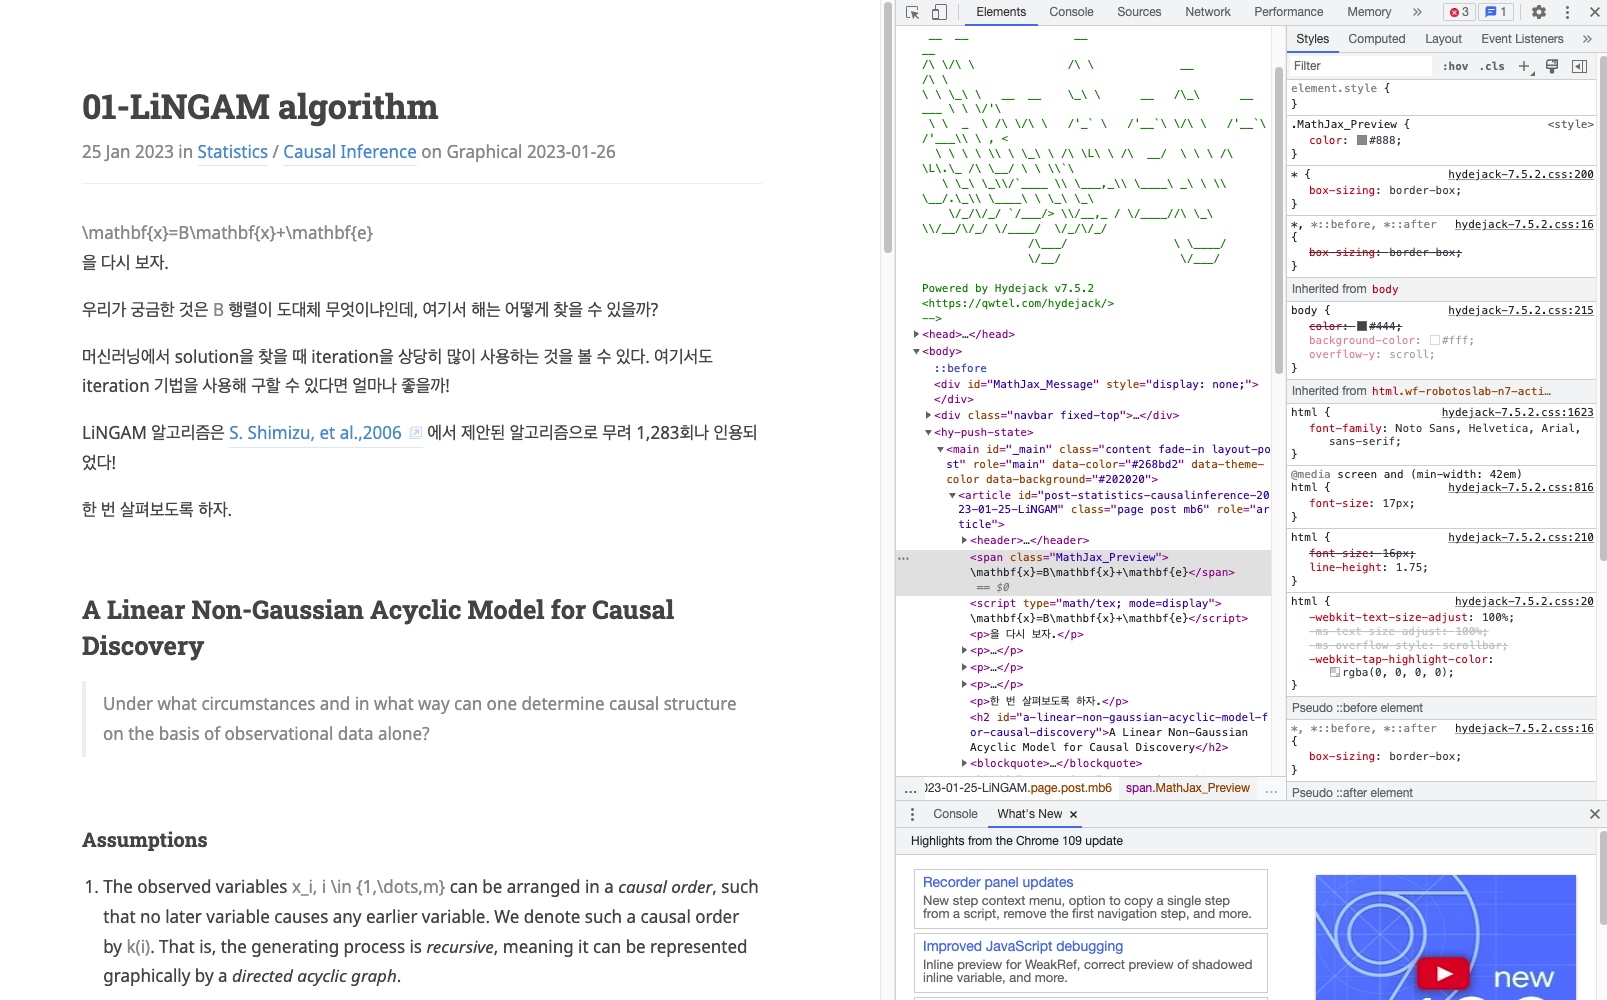 01-LiNGAM algorithm
25 Jan 2023 in Statistics / Causal Inference on Graphical 2023-01-26
\mathbf{x}=B\mathbf{x}+\mathbf{e}
을 다시 보자.
우리가 궁금한 것은 B 행렬이 도대체 무엇이냐인데, 여기서 해는 어떻게 찾을 수 있을까?
머신러닝에서 solution을 찾을 때 iteration을 상당히 많이 사용하는 것을 볼 수 있다. 여기서도
iteration 기법을 사용해 구할 수 있다면 얼마나 좋을까!
LiNGAM 알고리즘은 S. Shimizu, et al.,2006 에서 제안된 알고리즘으로 무려 1,283회나 인용되
었다!
한 번 살펴보도록 하자.
A Linear Non-Gaussian Acyclic Model for Causal
Discovery
Under what circumstances and in what way can one determine causal structure
on the basis of observational data alone?
Assumptions
1. The observed variables x_i, i \in {1,\dots,m} can be arranged in a causal order, such
that no later variable causes any earlier variable. We denote such a causal order
by k(i). That is, the generating process is recursive, meaning it can be represented
graphically by a directed acyclic graph.
Elements Console Sources Network Performance Memory » 3 1
Powered by Hydejack v7.5.2
<https://qwtel.com/hydejack/>
-->
<head>…</head>
<body>
::before
<div id="MathJax_Message" style="display: none;">
</div>
<div class="navbar fixed-top">…</div>
<hy-push-state>
<main id="_main" class="content fade-in layout-po
st" role="main" data-color="#268bd2" data-theme-
color data-background="#202020">
<article id="post-statistics-causalinference-20
23-01-25-LiNGAM" class="page post mb6" role="ar
ticle">
<header>…</header>
<span class="MathJax_Preview">
\mathbf{x}=B\mathbf{x}+\mathbf{e}</span>
== $0
<script type="math/tex; mode=display">
\mathbf{x}=B\mathbf{x}+\mathbf{e}</script>
<p>을 다시 보자.</p>
<p>…</p>
<p>…</p>
<p>…</p>
<p>한 번 살펴보도록 하자.</p>
<h2 id="a-linear-non-gaussian-acyclic-model-f
or-causal-discovery">A Linear Non-Gaussian
Acyclic Model for Causal Discovery</h2>
<blockquote>…</blockquote>
… 023-01-25-LiNGAM.page.post.mb6 span.MathJax_Preview …
Styles Computed Layout Event Listeners »
Filter :hov .cls +
element.style {
}
.MathJax_Preview { <style>
color: #888;
}
* { hydejack-7.5.2.css:200
box-sizing: border-box;
}
*, *::before, *::after hydejack-7.5.2.css:16
{
box-sizing: border-box;
}
Inherited from body
body { hydejack-7.5.2.css:215
color: #444;
background-color: #fff;
overflow-y: scroll;
}
Inherited from html.wf-robotoslab-n7-acti…
html { hydejack-7.5.2.css:1623
font-family: Noto Sans, Helvetica, Arial,
sans-serif;
}
@media screen and (min-width: 42em)
html { hydejack-7.5.2.css:816
font-size: 17px;
}
html { hydejack-7.5.2.css:210
font-size: 16px;
line-height: 1.75;
}
html { hydejack-7.5.2.css:20
-webkit-text-size-adjust: 100%;
-ms-text-size-adjust: 100%;
-ms-overflow-style: scrollbar;
-webkit-tap-highlight-color:
rgba(0, 0, 0, 0);
}
Pseudo ::before element
*, *::before, *::after hydejack-7.5.2.css:16
{
box-sizing: border-box;
}
Pseudo ::after element
Console What's New ×
Highlights from the Chrome 109 update
Recorder panel updates
New step context menu, option to copy a single step
from a script, remove the first navigation step, and more.
Improved JavaScript debugging
Inline preview for WeakRef, correct preview of shadowed
inline variable, and more.
new